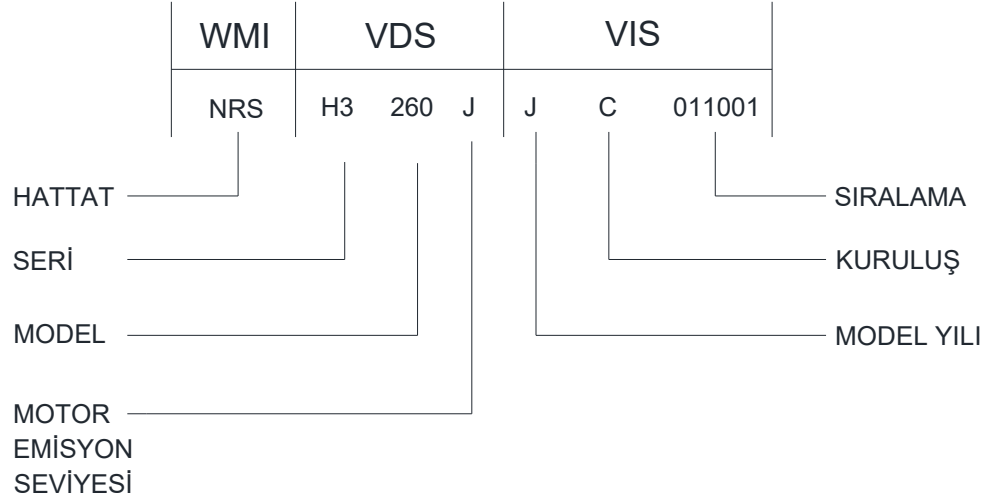 WMI VDS VIS
NRS H3 260 J J C 011001
HATTAT SIRALAMA
SERİ KURULUŞ
MODEL MODEL YILI
MOTOR
EMİSYON
SEVİYESİ